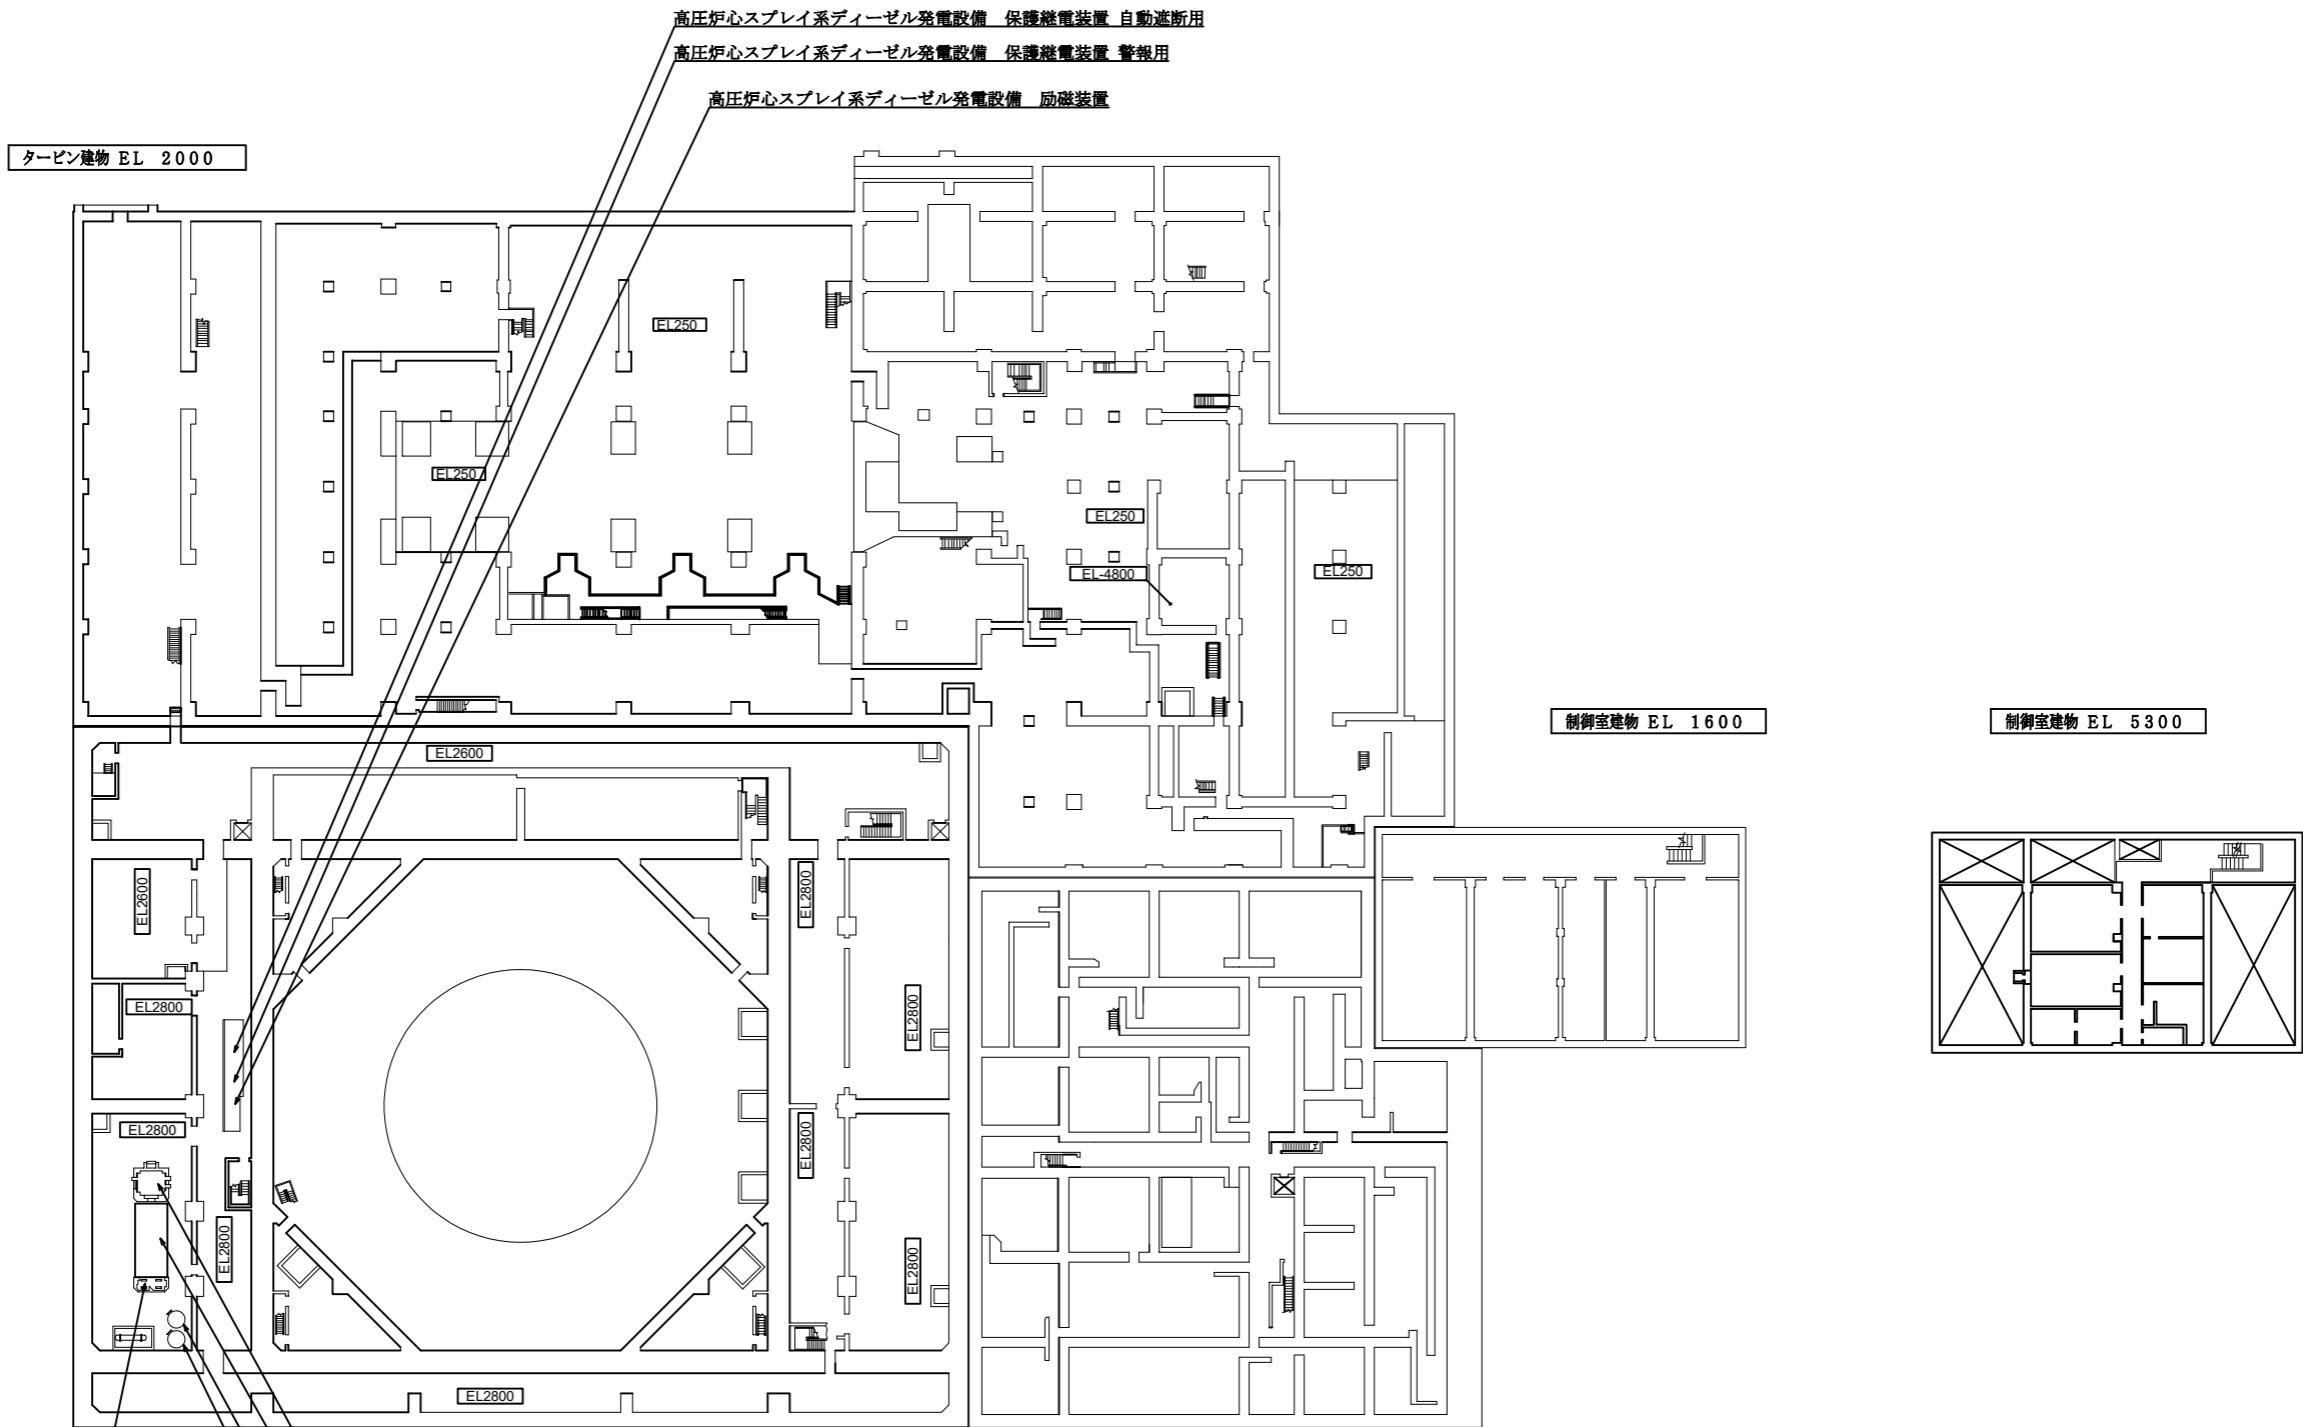 高圧炉心スプレイ系ディーゼル発電設備　保護継電装置 自動遮断用
高圧炉心スプレイ系ディーゼル発電設備　保護継電装置 警報用
高圧炉心スプレイ系ディーゼル発電設備　励磁装置
タービン建物 EL 2000
EL250
EL250
EL250
EL-4800
EL250
制御室建物 EL 1600
制御室建物 EL 5300
EL2600
EL2600
EL2800
EL2800
EL2800
EL2800
EL2800
EL2800
EL2800
EL2800